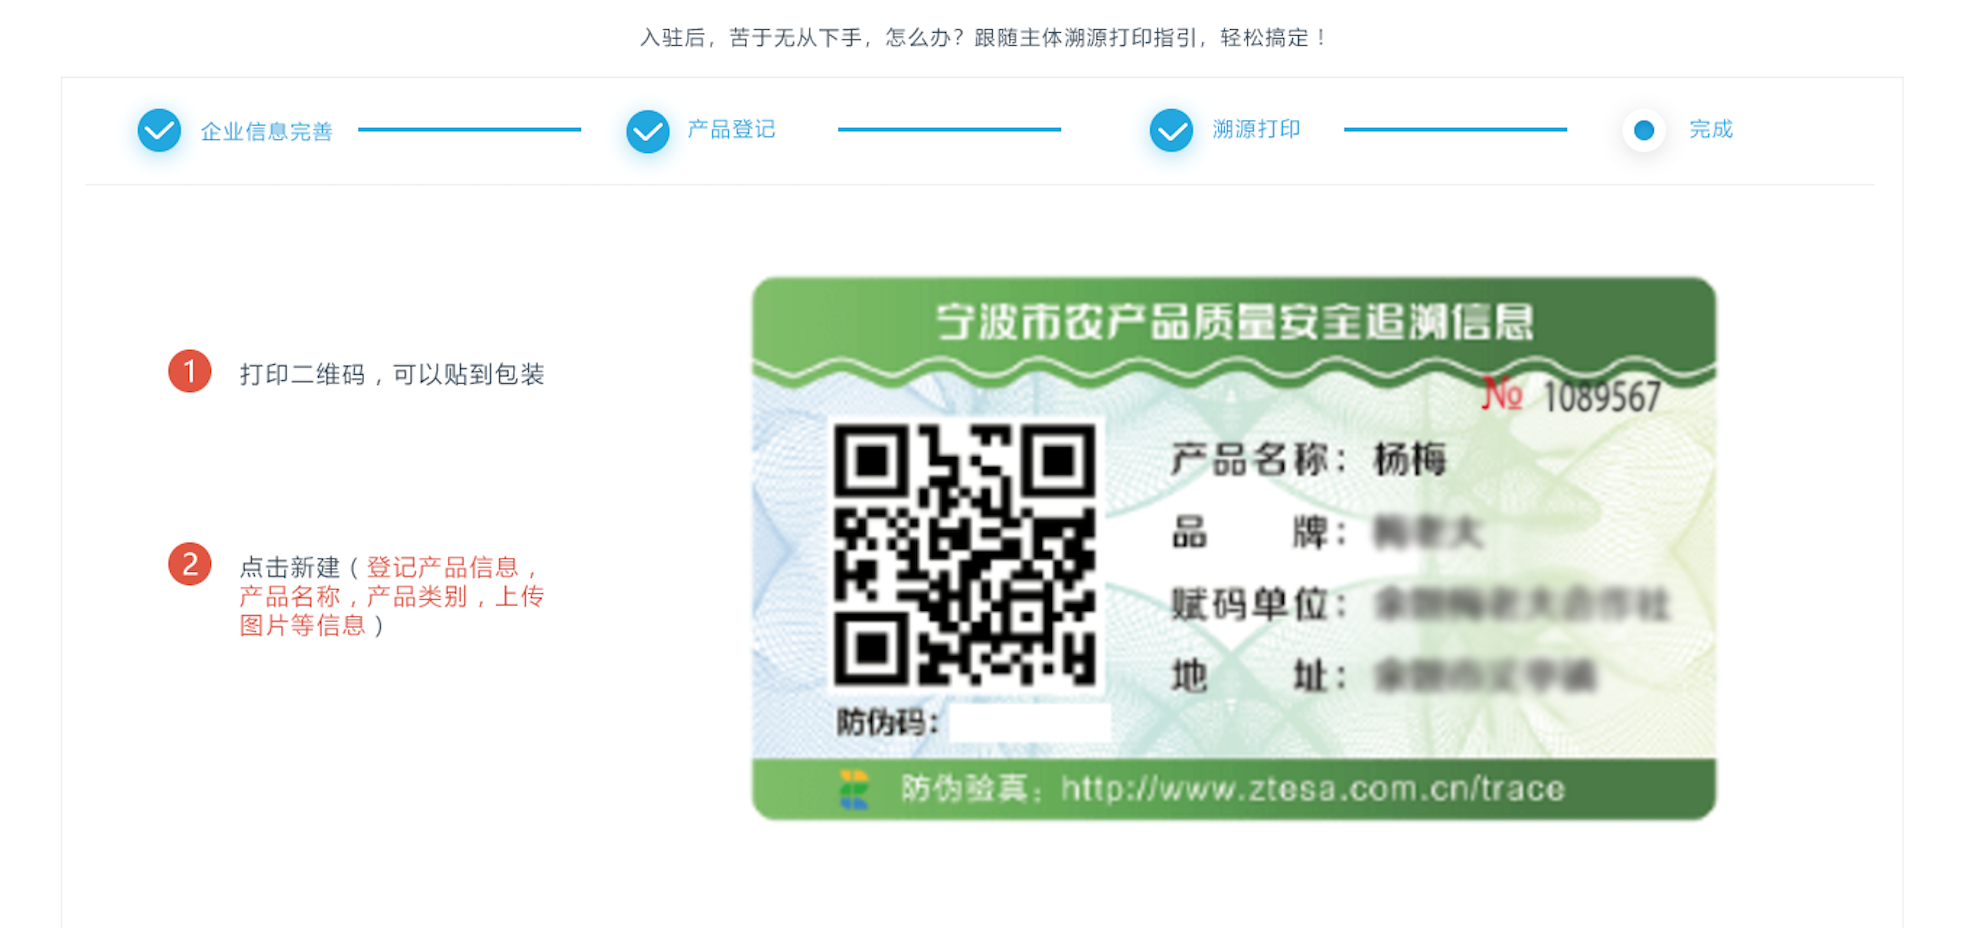 入驻后，苦于无从下手，怎么办？跟随主体溯源打印指引，轻松搞定！
企业信息完善
产品登记
溯源打印
完成
1 打印二维码，可以贴到包装
2 点击新建（登记产品信息，
产品名称，产品类别，上传
图片等信息）
宁波市农产品质量安全追溯信息
№ 1089567
产品名称：杨梅
品 牌：
赋码单位：
地 址：
防伪码：
防伪验真：http://www.ztesa.com.cn/trace